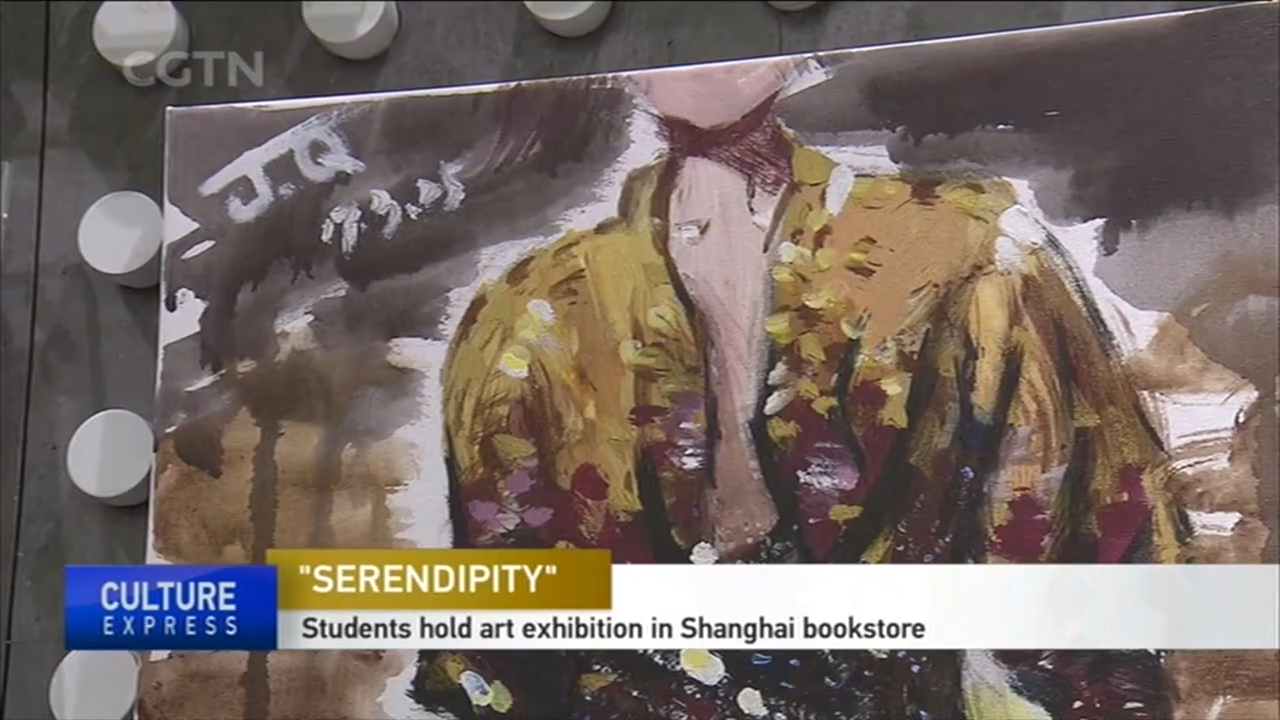 CGTN
J.Q
"SERENDIPITY"
CULTURE
EXPRESS
Students hold art exhibition in Shanghai bookstore